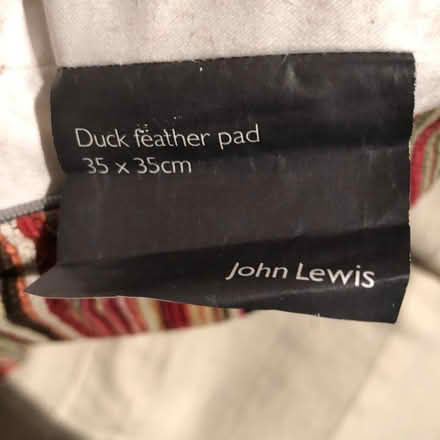 Duck feather pad
35 x 35cm
John Lewis